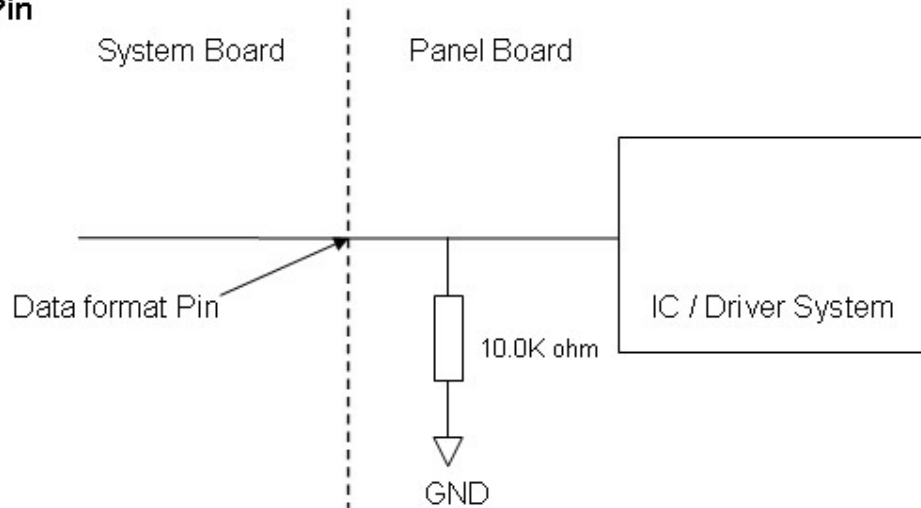 Pin
System Board
Panel Board
Data format Pin
IC / Driver System
10.0K ohm
GND